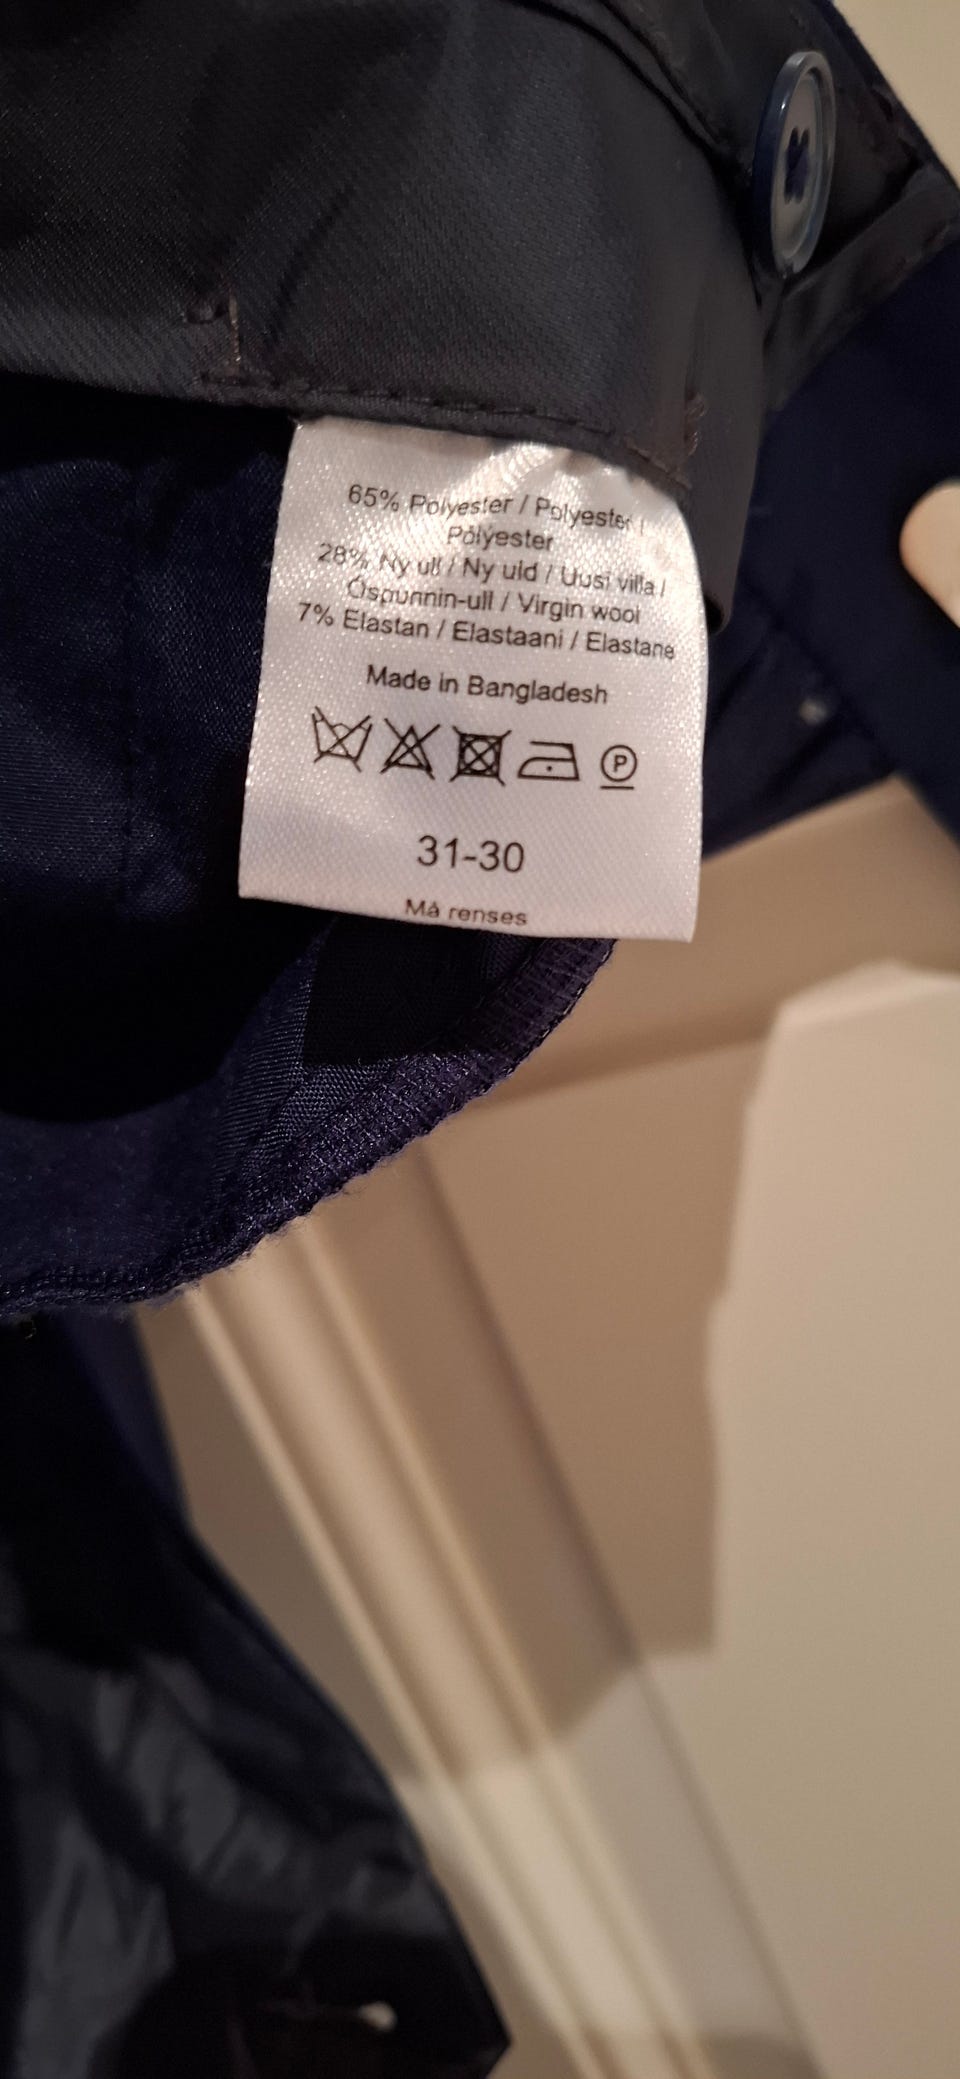 65% Polyester / Polyester /
Pólýester
28% Ny ull / Ny uld / Uusi villa /
Óspunnin-ull / Virgin wool
7% Elastan / Elastaani / Elastane
Made in Bangladesh
P
31-30
Må renses